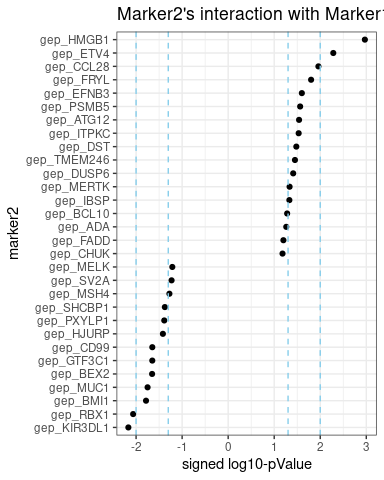 Marker2's interaction with Marker
gep_HMGB1
gep_ETV4
gep_CCL28
gep_FRYL
gep_EFNB3
gep_PSMB5
gep_ATG12
gep_ITPKC
gep_DST
gep_TMEM246
gep_DUSP6
gep_MERTK
gep_IBSP
gep_BCL10
gep_ADA
gep_FADD
gep_CHUK
gep_MELK
gep_SV2A
gep_MSH4
gep_SHCBP1
gep_PXYLP1
gep_HJURP
gep_CD99
gep_GTF3C1
gep_BEX2
gep_MUC1
gep_BMI1
gep_RBX1
gep_KIR3DL1
marker2
-2 -1 0 1 2 3
signed log10-pValue